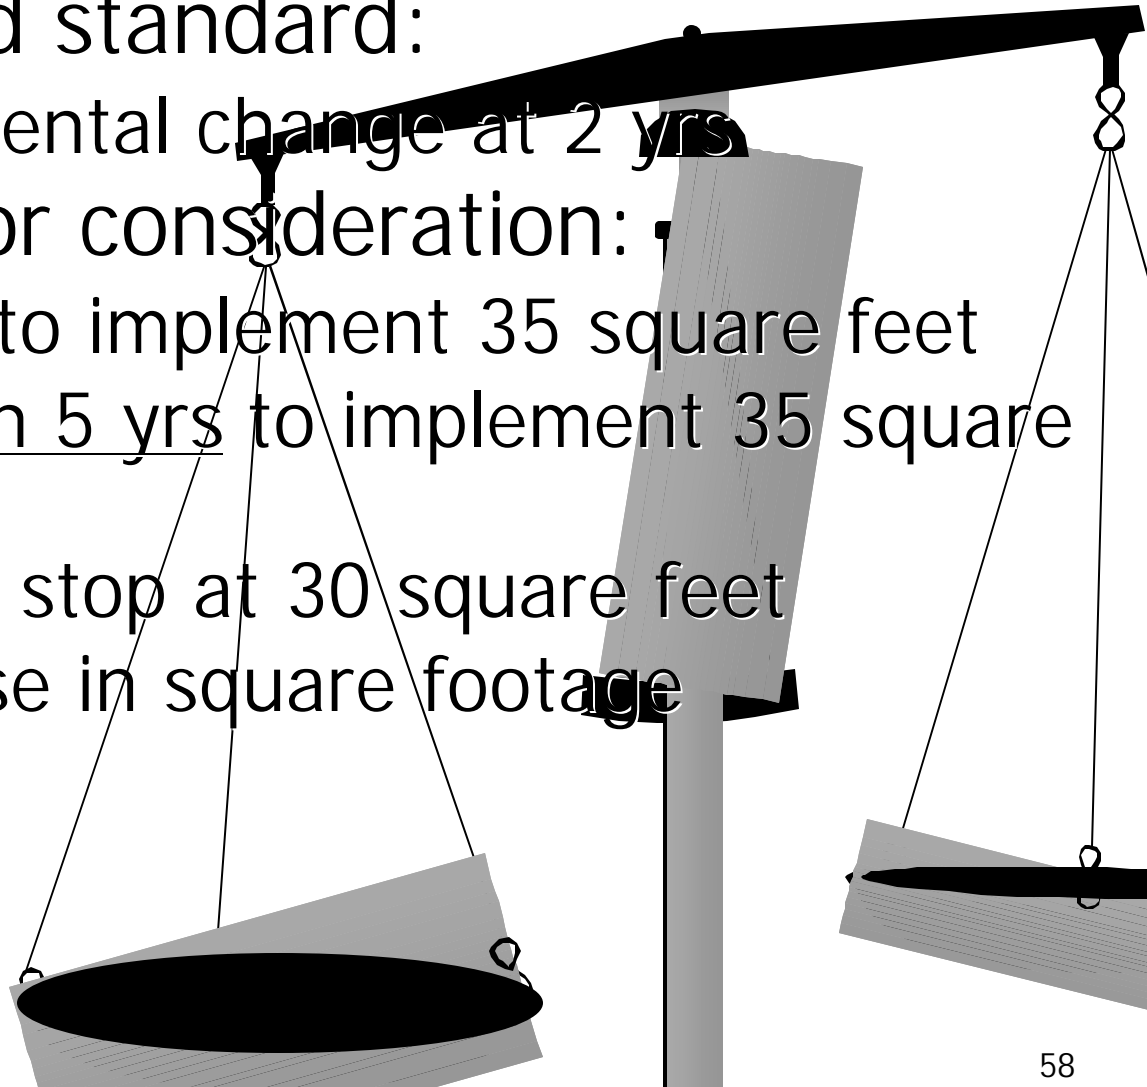 d standard:
ental change at 2 yrs
or consideration:
to implement 35 square feet
n 5 yrs to implement 35 square
stop at 30 square feet
se in square footage
58